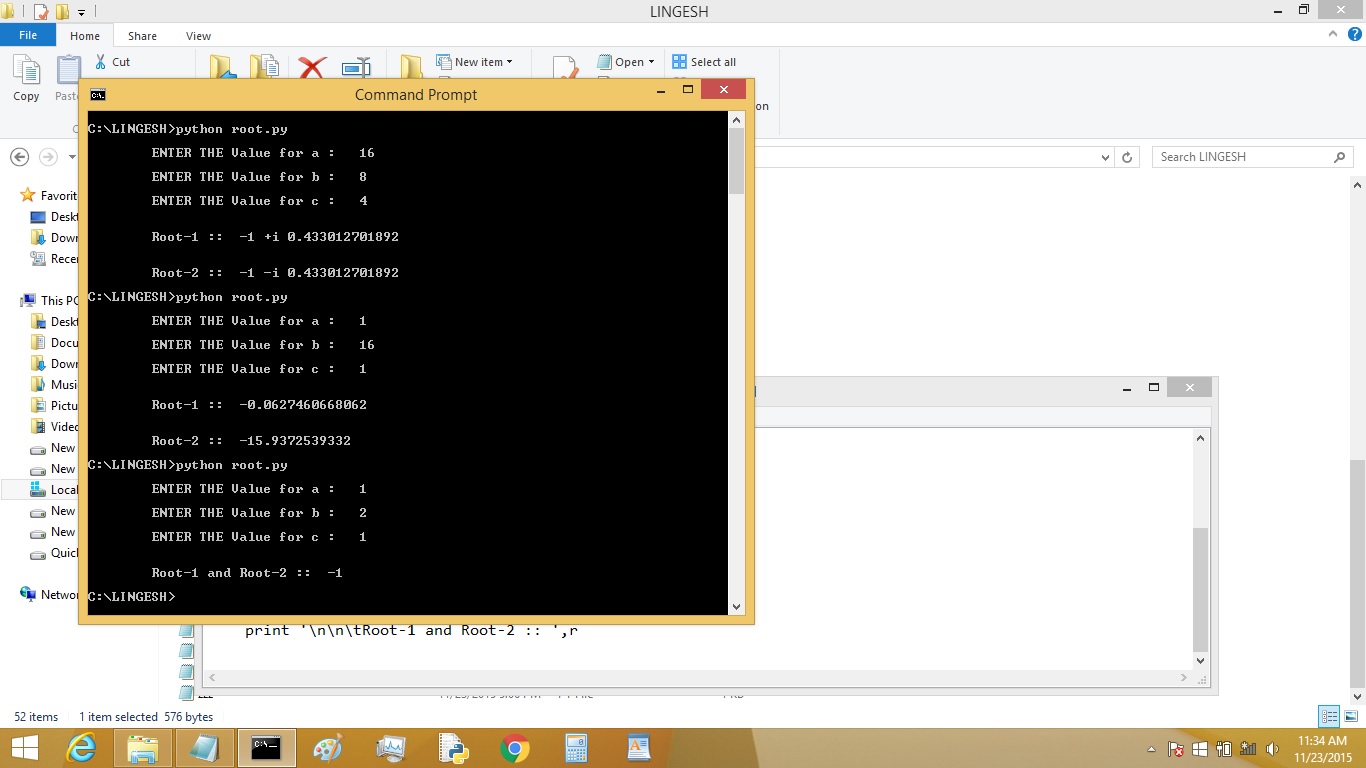 LINGESH
File Home Share View
Cut
New item
Open
Select all
Copy
LINGESH
Command Prompt
C:\LINGESH>python root.py
ENTER THE Value for a : 16
ENTER THE Value for b : 8
ENTER THE Value for c : 4
Root-1 :: -1 +i 0.433012701892
Root-2 :: -1 -i 0.433012701892
C:\LINGESH>python root.py
ENTER THE Value for a : 1
ENTER THE Value for b : 16
ENTER THE Value for c : 1
Root-1 :: -0.0627460668062
Root-2 :: -15.9372539332
C:\LINGESH>python root.py
ENTER THE Value for a : 1
ENTER THE Value for b : 2
ENTER THE Value for c : 1
Root-1 and Root-2 :: -1
C:\LINGESH>
Search LINGESH
Favorit
Deskt
Down
Recen
This PC
Deskt
Docu
Down
Music
Pictu
Video
New
New
Local
New
New
Quick
Networ
print '\n\n\tRoot-1 and Root-2 :: ',r
52 items 1 item selected 576 bytes
11:34 AM
11/23/2015